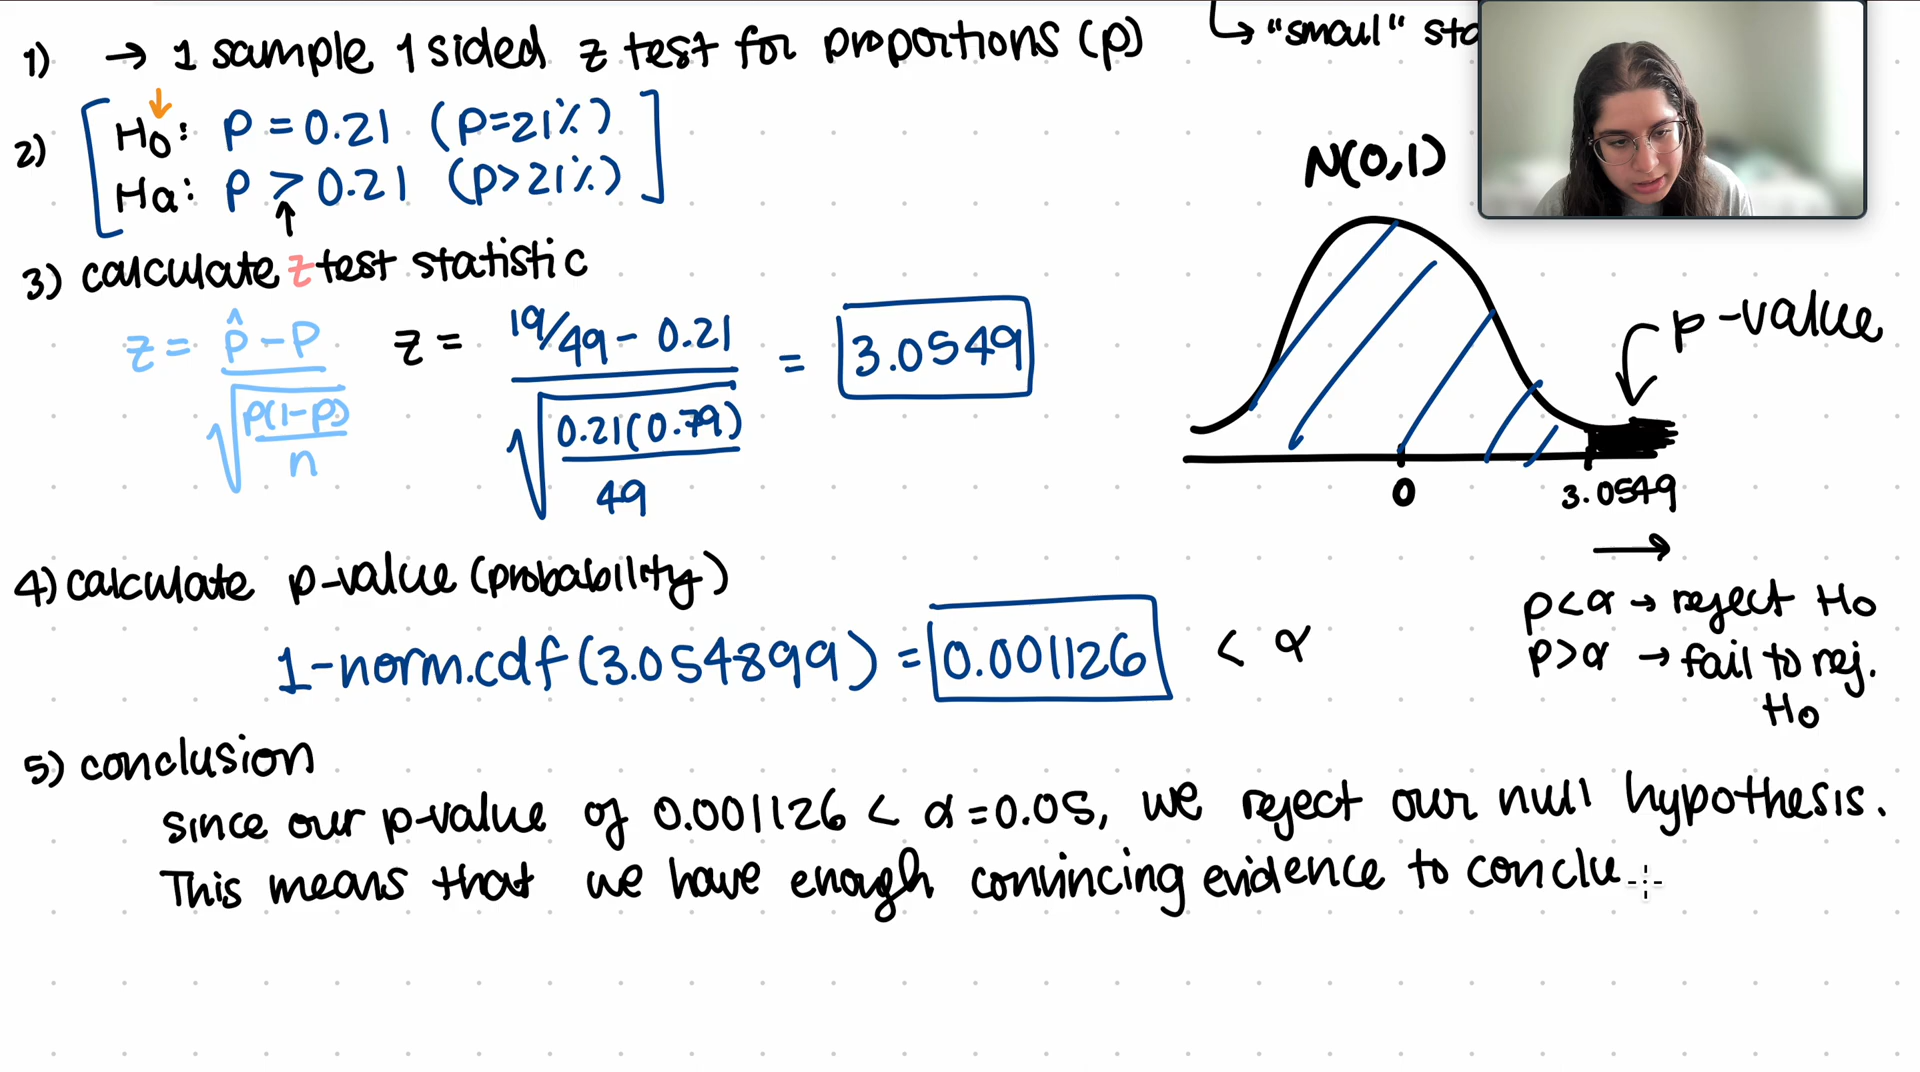 1) → 1 sample 1 sided z test for proportions (p)
↳ "small" sta
2) H₀: p = 0.21 (p=21%)
Ha: p > 0.21 (p>21%)
3) calculate z test statistic
z = p̂ - p / √(p(1-p)/n)
z = 19/49 - 0.21 / √(0.21(0.79)/49) = 3.0549
N(0,1)
p-value
0 3.0549
4) calculate p-value (probability)
1-norm.cdf(3.054899) = 0.001126 < α
p<α → reject H₀
p>α → fail to rej.
H₀
5) conclusion
since our p-value of 0.001126 < α=0.05, we reject our null hypothesis.
This means that we have enough convincing evidence to conclu